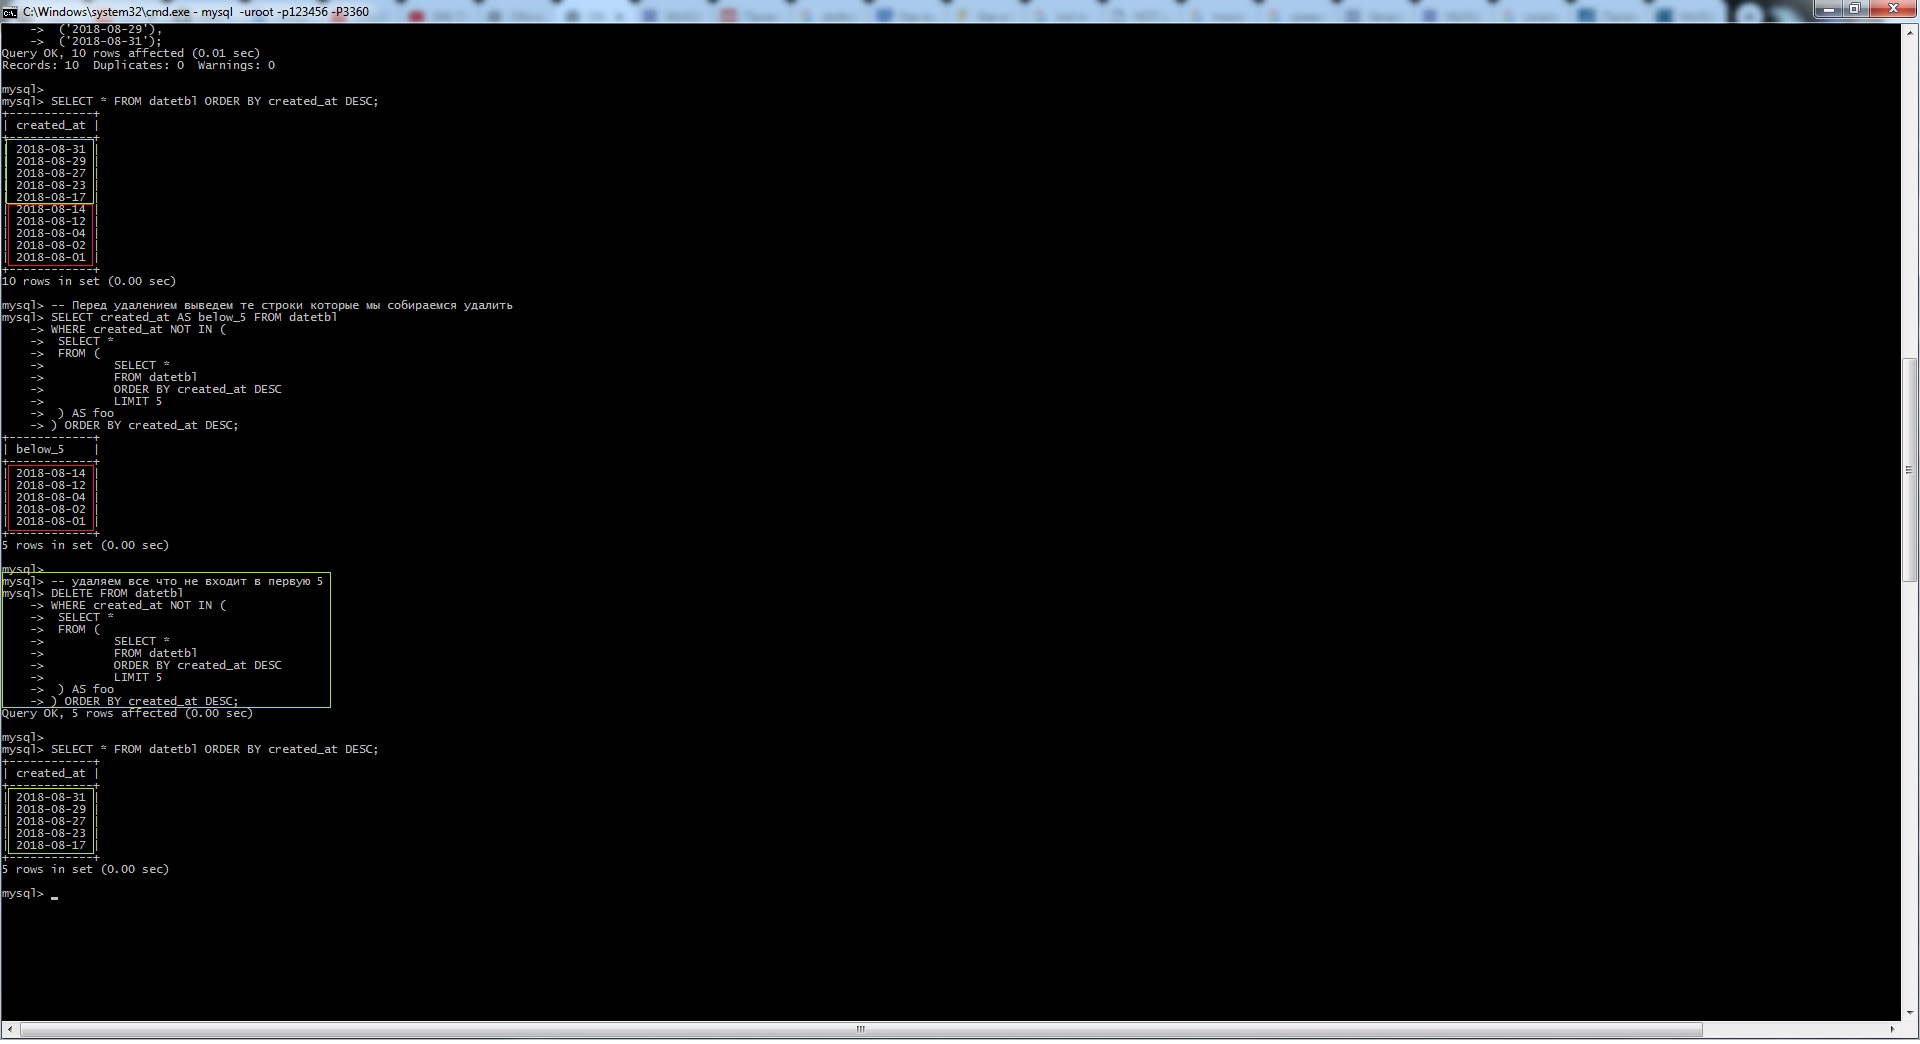 C:\Windows\system32\cmd.exe - mysql  -uroot -p123456 -P3360
    ->  ('2018-08-29'),
    ->  ('2018-08-31');
Query OK, 10 rows affected (0.01 sec)
Records: 10  Duplicates: 0  Warnings: 0
mysql>
mysql> SELECT * FROM datetbl ORDER BY created_at DESC;
+------------+
| created_at |
+------------+
| 2018-08-31 |
| 2018-08-29 |
| 2018-08-27 |
| 2018-08-23 |
| 2018-08-17 |
| 2018-08-14 |
| 2018-08-12 |
| 2018-08-04 |
| 2018-08-02 |
| 2018-08-01 |
+------------+
10 rows in set (0.00 sec)
mysql> -- Перед удалением выведем те строки которые мы собираемся удалить
mysql> SELECT created_at AS below_5 FROM datetbl
    -> WHERE created_at NOT IN (
    ->  SELECT *
    ->  FROM (
    ->          SELECT *
    ->          FROM datetbl
    ->          ORDER BY created_at DESC
    ->          LIMIT 5
    ->  ) AS foo
    -> ) ORDER BY created_at DESC;
+------------+
| below_5    |
+------------+
| 2018-08-14 |
| 2018-08-12 |
| 2018-08-04 |
| 2018-08-02 |
| 2018-08-01 |
+------------+
5 rows in set (0.00 sec)
mysql>
mysql> -- удаляем все что не входит в первую 5
mysql> DELETE FROM datetbl
    -> WHERE created_at NOT IN (
    ->  SELECT *
    ->  FROM (
    ->          SELECT *
    ->          FROM datetbl
    ->          ORDER BY created_at DESC
    ->          LIMIT 5
    ->  ) AS foo
    -> ) ORDER BY created_at DESC;
Query OK, 5 rows affected (0.00 sec)
mysql>
mysql> SELECT * FROM datetbl ORDER BY created_at DESC;
+------------+
| created_at |
+------------+
| 2018-08-31 |
| 2018-08-29 |
| 2018-08-27 |
| 2018-08-23 |
| 2018-08-17 |
+------------+
5 rows in set (0.00 sec)
mysql> _